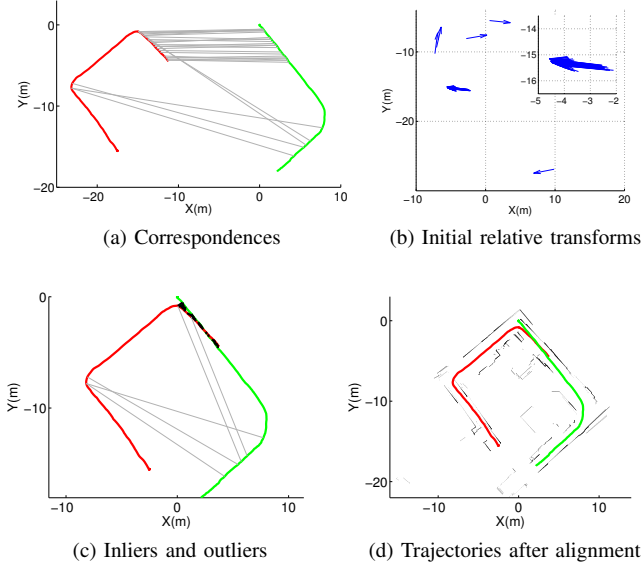 0
−10
−20
Y(m)
−20
−10
0
10
X(m)
(a) Correspondences
−10
−20
−10
0
10
20
X(m)
−14
−15
−16
−5
−4
−3
−2
−1
(b) Initial relative transforms
0
−10
Y(m)
−10
0
10
X(m)
(c) Inliers and outliers
0
−10
−20
Y(m)
−10
0
10
X(m)
(d) Trajectories after alignment